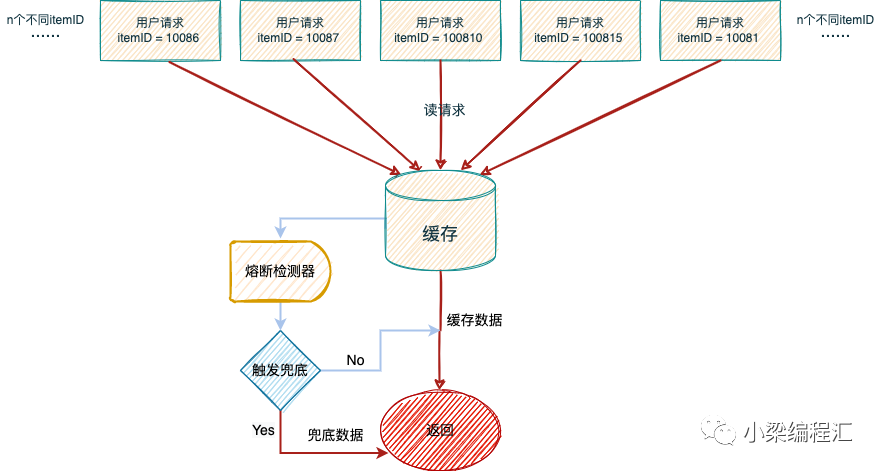 n个不同itemID
······
用户请求
itemID = 10086
用户请求
itemID = 10087
用户请求
itemID = 100810
用户请求
itemID = 100815
用户请求
itemID = 10081
n个不同itemID
······
读请求
缓存
熔断检测器
缓存数据
触发兜底
No
Yes
兜底数据
返回
小梁编程汇